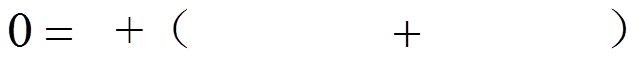 0 = + ( + )